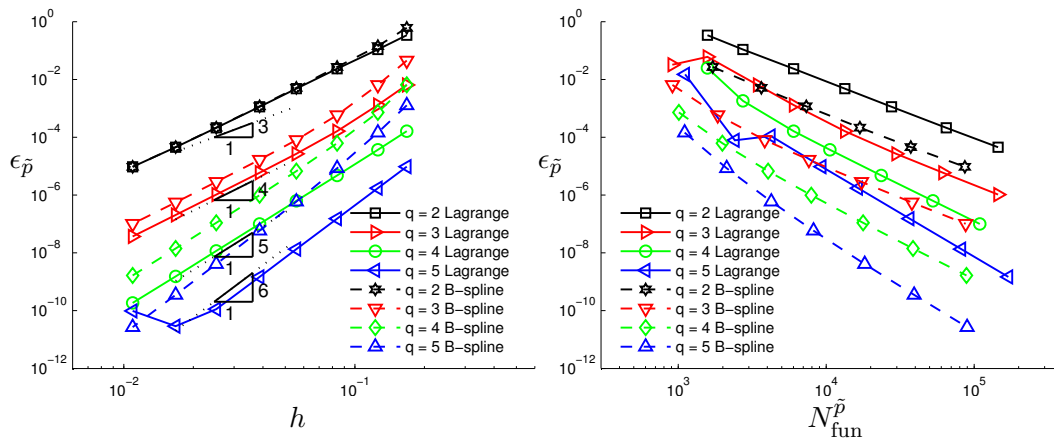 10^0
10^−2
10^−4
10^−6
10^−8
10^−10
10^−12
ϵ_p̃
3
1
4
1
5
1
6
1
q = 2 Lagrange
q = 3 Lagrange
q = 4 Lagrange
q = 5 Lagrange
q = 2 B−spline
q = 3 B−spline
q = 4 B−spline
q = 5 B−spline
10^−2
10^−1
h
10^0
10^−2
10^−4
10^−6
10^−8
10^−10
10^−12
ϵ_p̃
q = 2 Lagrange
q = 3 Lagrange
q = 4 Lagrange
q = 5 Lagrange
q = 2 B−spline
q = 3 B−spline
q = 4 B−spline
q = 5 B−spline
10^3
10^4
10^5
N_fun^p̃